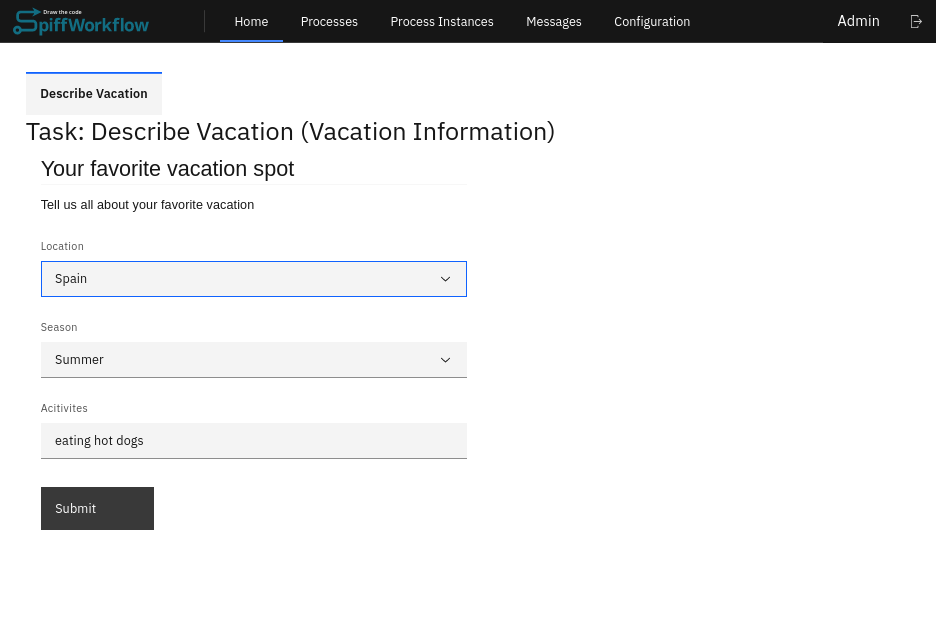 Draw the code
SpiffWorkflow
Home Processes Process Instances Messages Configuration Admin
Describe Vacation
Task: Describe Vacation (Vacation Information)
Your favorite vacation spot
Tell us all about your favorite vacation
Location
Spain
Season
Summer
Acitivites
eating hot dogs
Submit